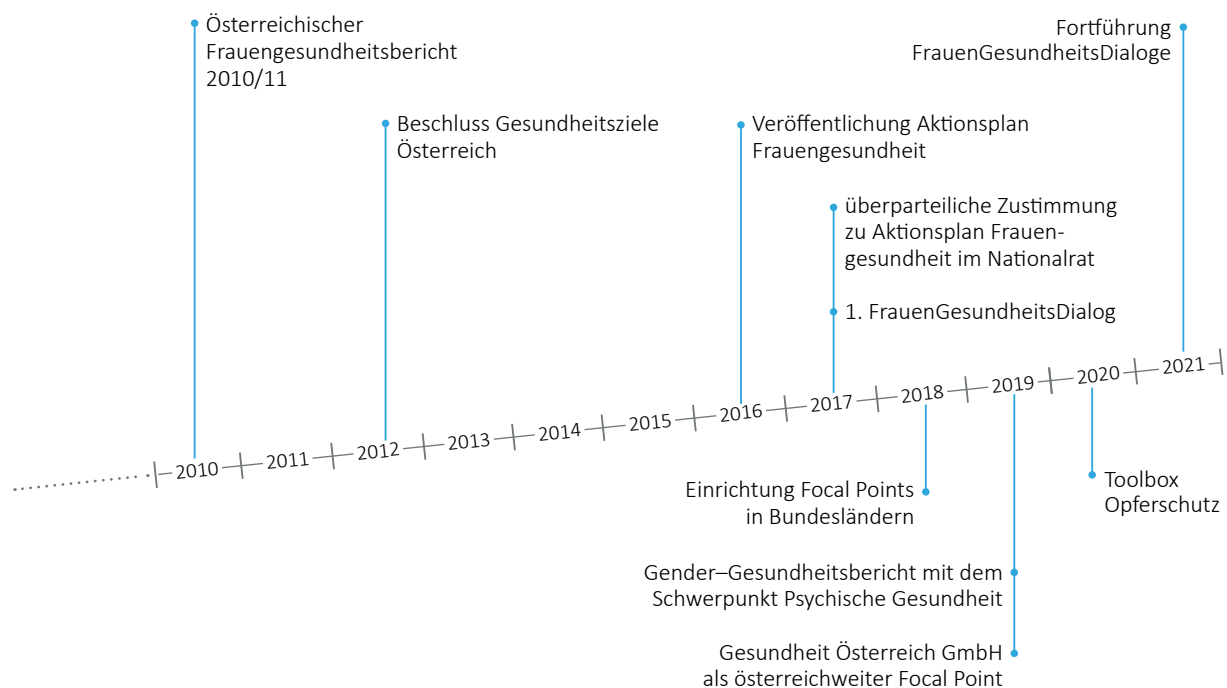 Österreichischer
Frauengesundheitsbericht
2010/11
Beschluss Gesundheitsziele
Österreich
Veröffentlichung Aktionsplan
Frauengesundheit
überparteiliche Zustimmung
zu Aktionsplan Frauen-
gesundheit im Nationalrat
1. FrauenGesundheitsDialog
Fortführung
FrauenGesundheitsDialoge
2010
2011
2012
2013
2014
2015
2016
2017
2018
2019
2020
2021
Einrichtung Focal Points
in Bundesländern
Gender–Gesundheitsbericht mit dem
Schwerpunkt Psychische Gesundheit
Gesundheit Österreich GmbH
als österreichweiter Focal Point
Toolbox
Opferschutz